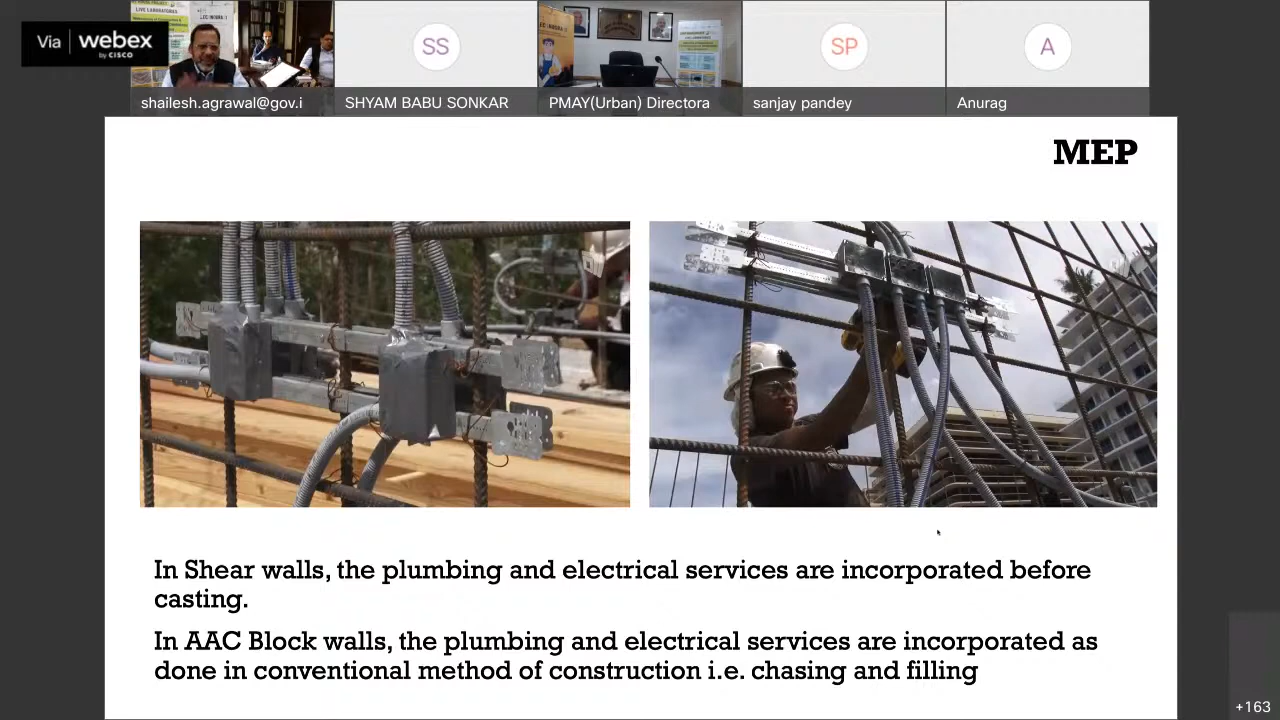 Via webex
by CISCO
LIVE LABORATORIES
SS
SP
A
shailesh.agrawal@gov.i
SHYAM BABU SONKAR
PMAY(Urban) Directora
sanjay pandey
Anurag
MEP
In Shear walls, the plumbing and electrical services are incorporated before
casting.
In AAC Block walls, the plumbing and electrical services are incorporated as
done in conventional method of construction i.e. chasing and filling
+163